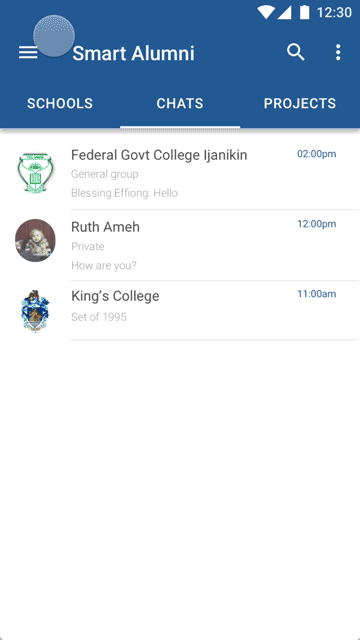 12:30
Smart Alumni
SCHOOLS
CHATS
PROJECTS
Federal Govt College Ijanikin
02:00pm
General group
Blessing Effiong: Hello
Ruth Ameh
12:00pm
Private
How are you?
King’s College
11:00am
Set of 1995